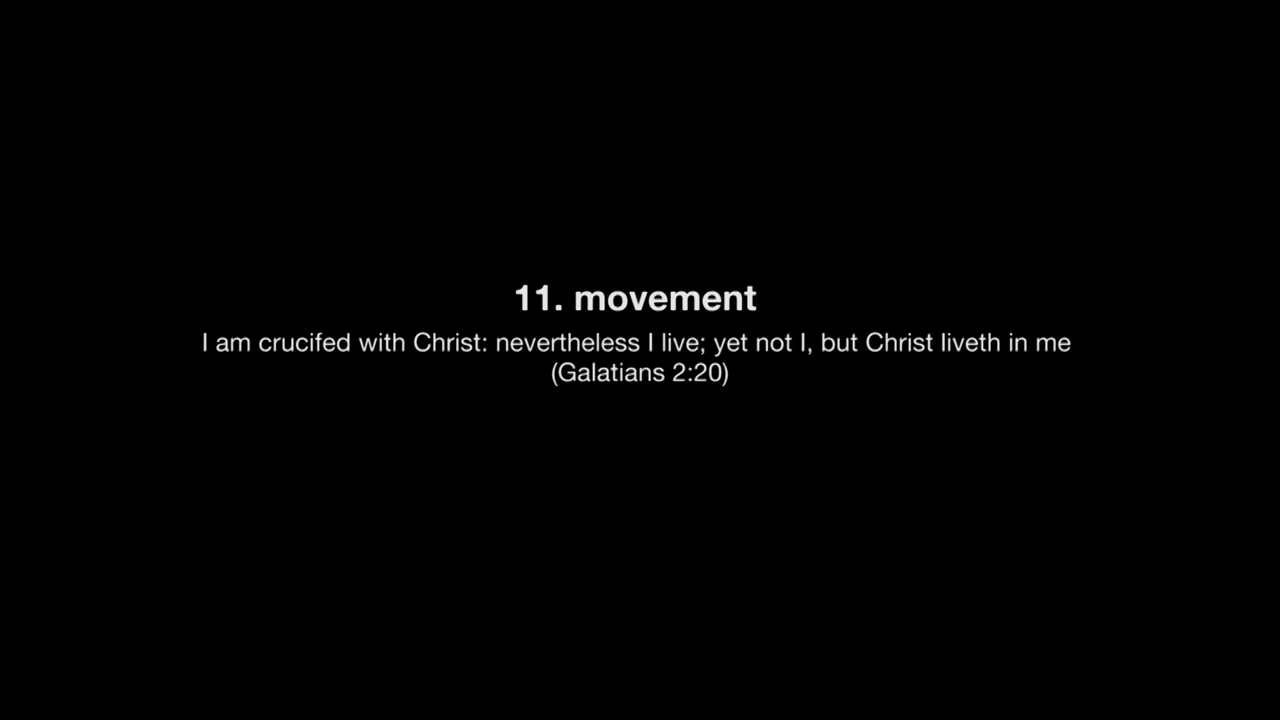 11. movement
I am crucifed with Christ: nevertheless I live; yet not I, but Christ liveth in me
(Galatians 2:20)